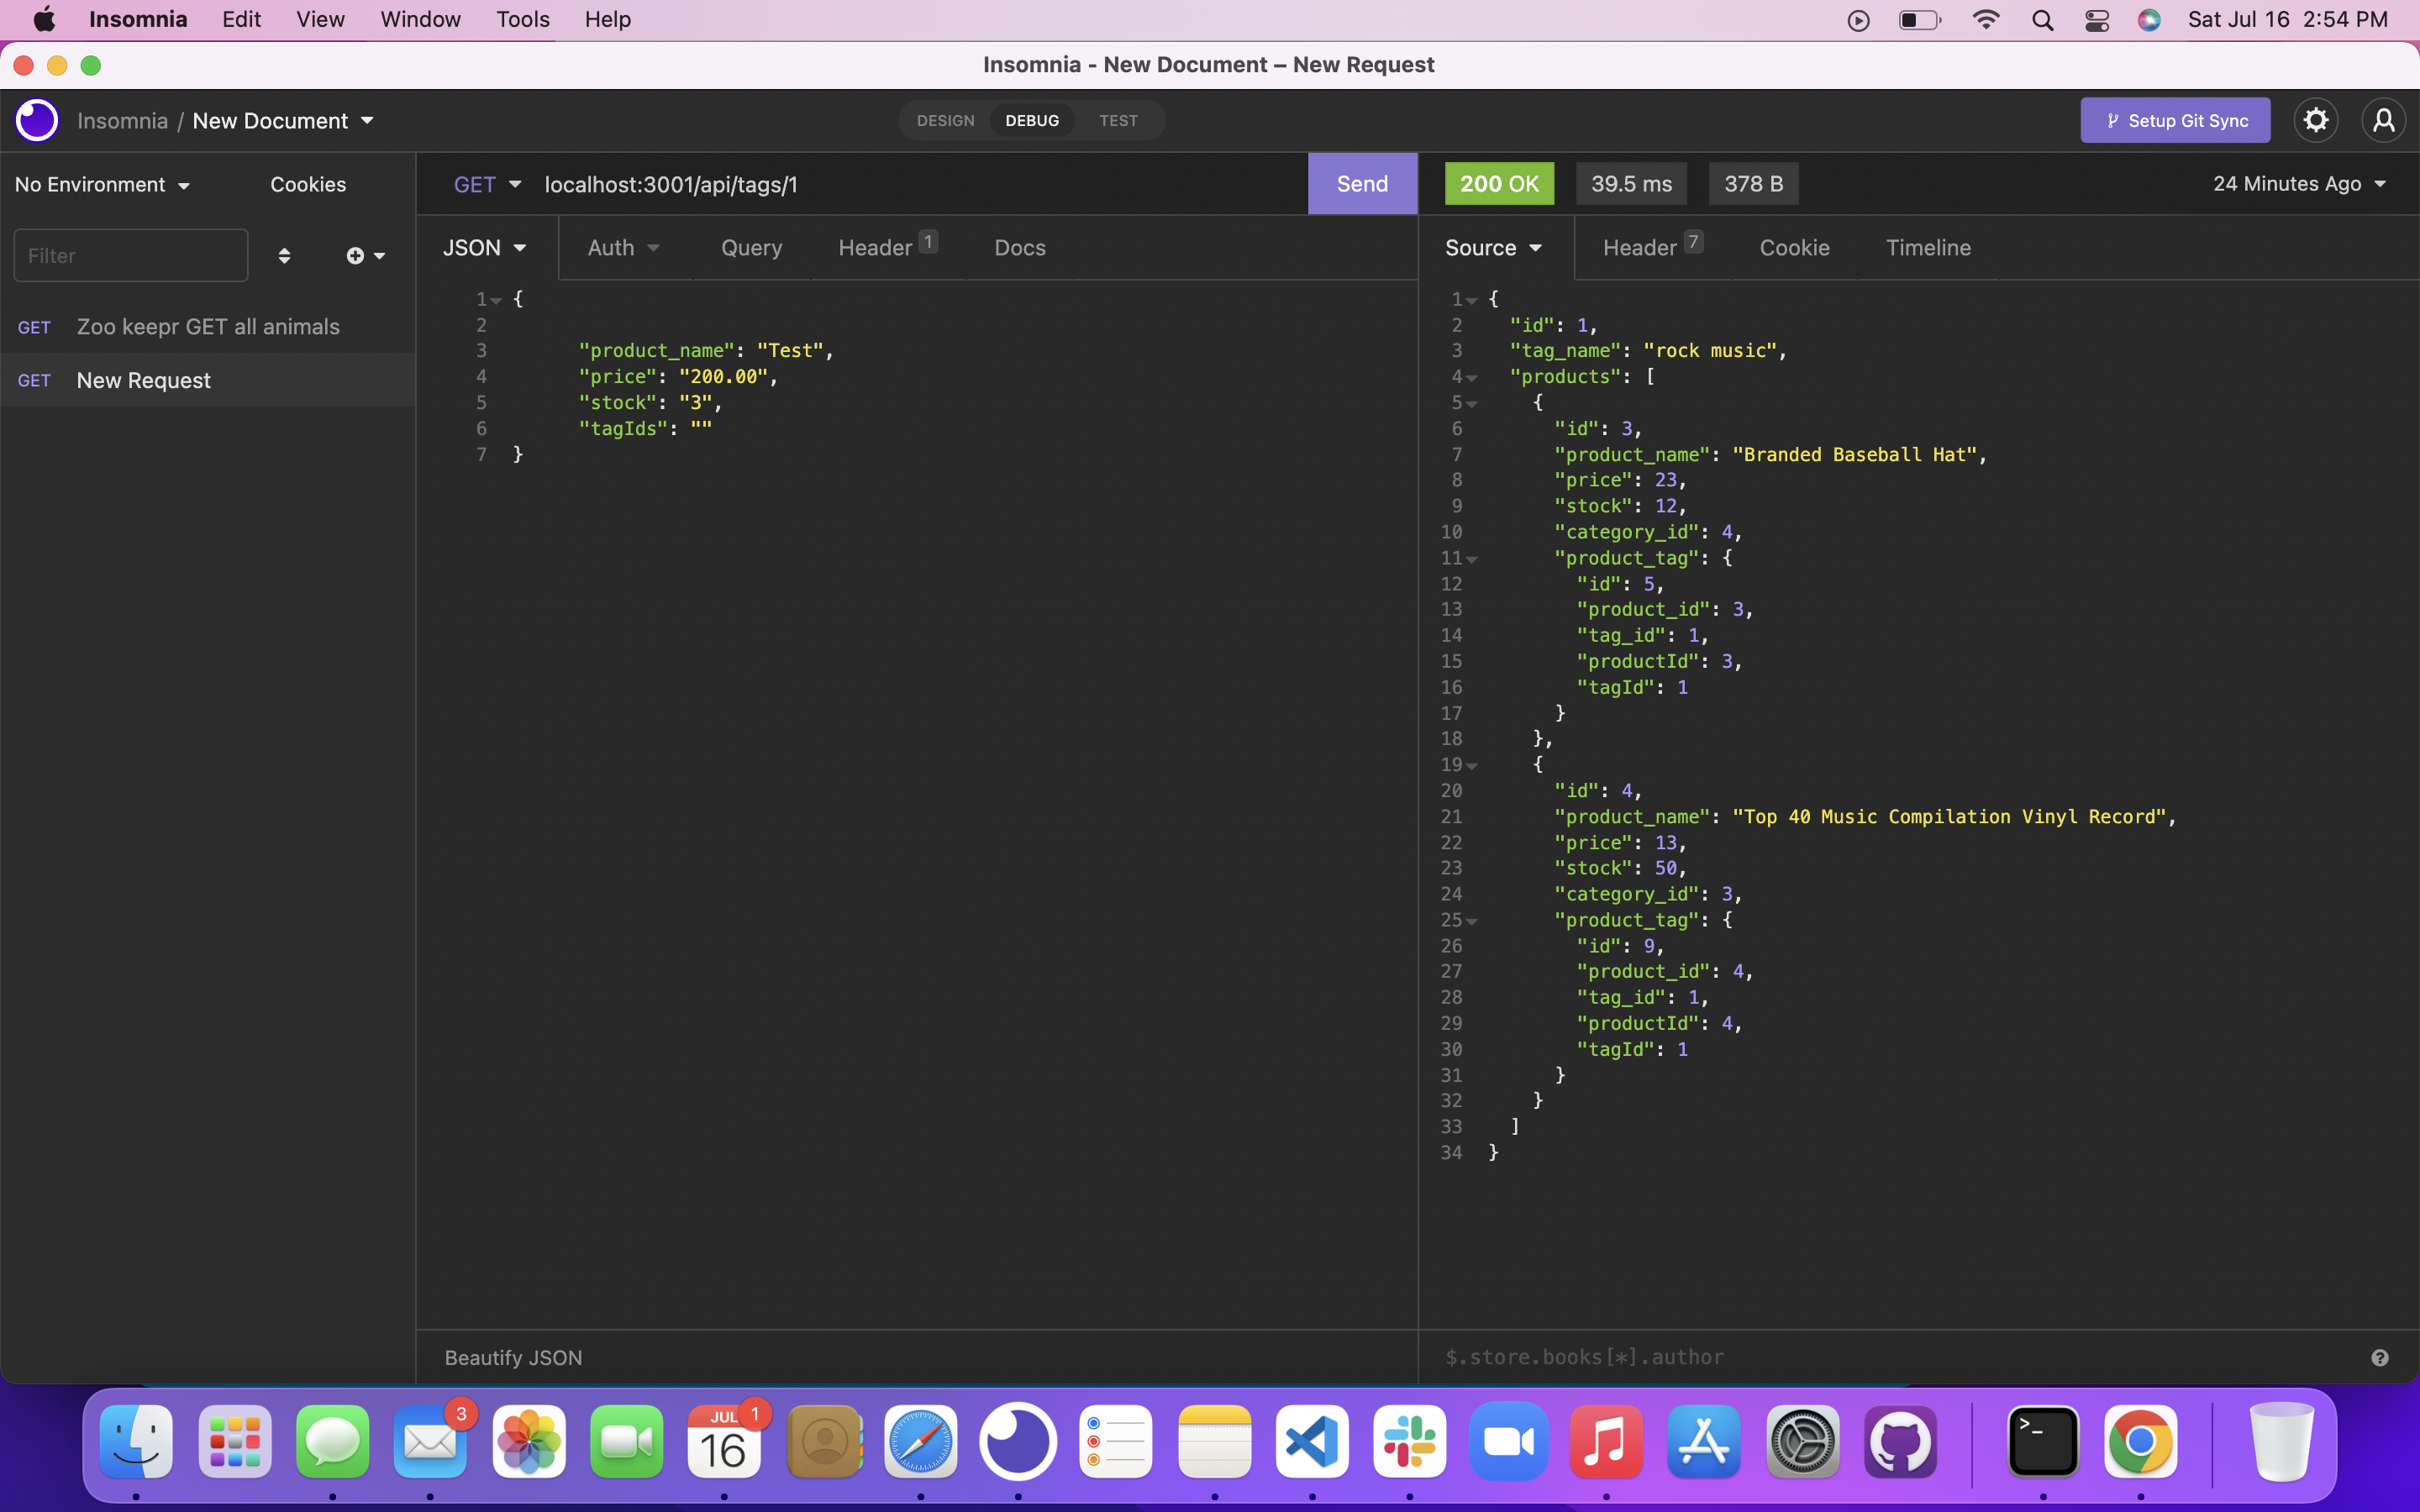 Insomnia Edit View Window Tools Help Sat Jul 16 2:54 PM
Insomnia - New Document – New Request
Insomnia / New Document DESIGN DEBUG TEST Setup Git Sync
No Environment Cookies
Filter
GET Zoo keepr GET all animals
GET New Request
GET localhost:3001/api/tags/1 Send
JSON Auth Query Header 1 Docs
1 {
2
3 "product_name": "Test",
4 "price": "200.00",
5 "stock": "3",
6 "tagIds": ""
7 }
Beautify JSON
200 OK 39.5 ms 378 B 24 Minutes Ago
Source Header 7 Cookie Timeline
1 {
2 "id": 1,
3 "tag_name": "rock music",
4 "products": [
5 {
6 "id": 3,
7 "product_name": "Branded Baseball Hat",
8 "price": 23,
9 "stock": 12,
10 "category_id": 4,
11 "product_tag": {
12 "id": 5,
13 "product_id": 3,
14 "tag_id": 1,
15 "productId": 3,
16 "tagId": 1
17 }
18 },
19 {
20 "id": 4,
21 "product_name": "Top 40 Music Compilation Vinyl Record",
22 "price": 13,
23 "stock": 50,
24 "category_id": 3,
25 "product_tag": {
26 "id": 9,
27 "product_id": 4,
28 "tag_id": 1,
29 "productId": 4,
30 "tagId": 1
31 }
32 }
33 ]
34 }
$.store.books[*].author ?
3
JUL 1
16
>_